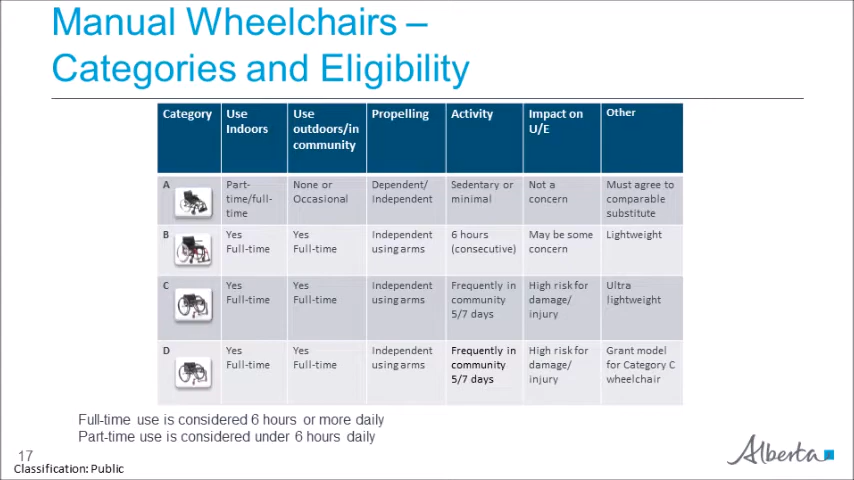 Manual Wheelchairs –
Categories and Eligibility
Category
Use
Indoors
Use
outdoors/in
community
Propelling
Activity
Impact on
U/E
Other
A
Part-
time/full-
time
None or
Occasional
Dependent/
Independent
Sedentary or
minimal
Not a
concern
Must agree to
comparable
substitute
B
Yes
Full-time
Yes
Full-time
Independent
using arms
6 hours
(consecutive)
May be some
concern
Lightweight
C
Yes
Full-time
Yes
Full-time
Independent
using arms
Frequently in
community
5/7 days
High risk for
damage/
injury
Ultra
lightweight
D
Yes
Full-time
Yes
Full-time
Independent
using arms
Frequently in
community
5/7 days
High risk for
damage/
injury
Grant model
for Category C
wheelchair
Full-time use is considered 6 hours or more daily
Part-time use is considered under 6 hours daily
17
Classification: Public
Alberta